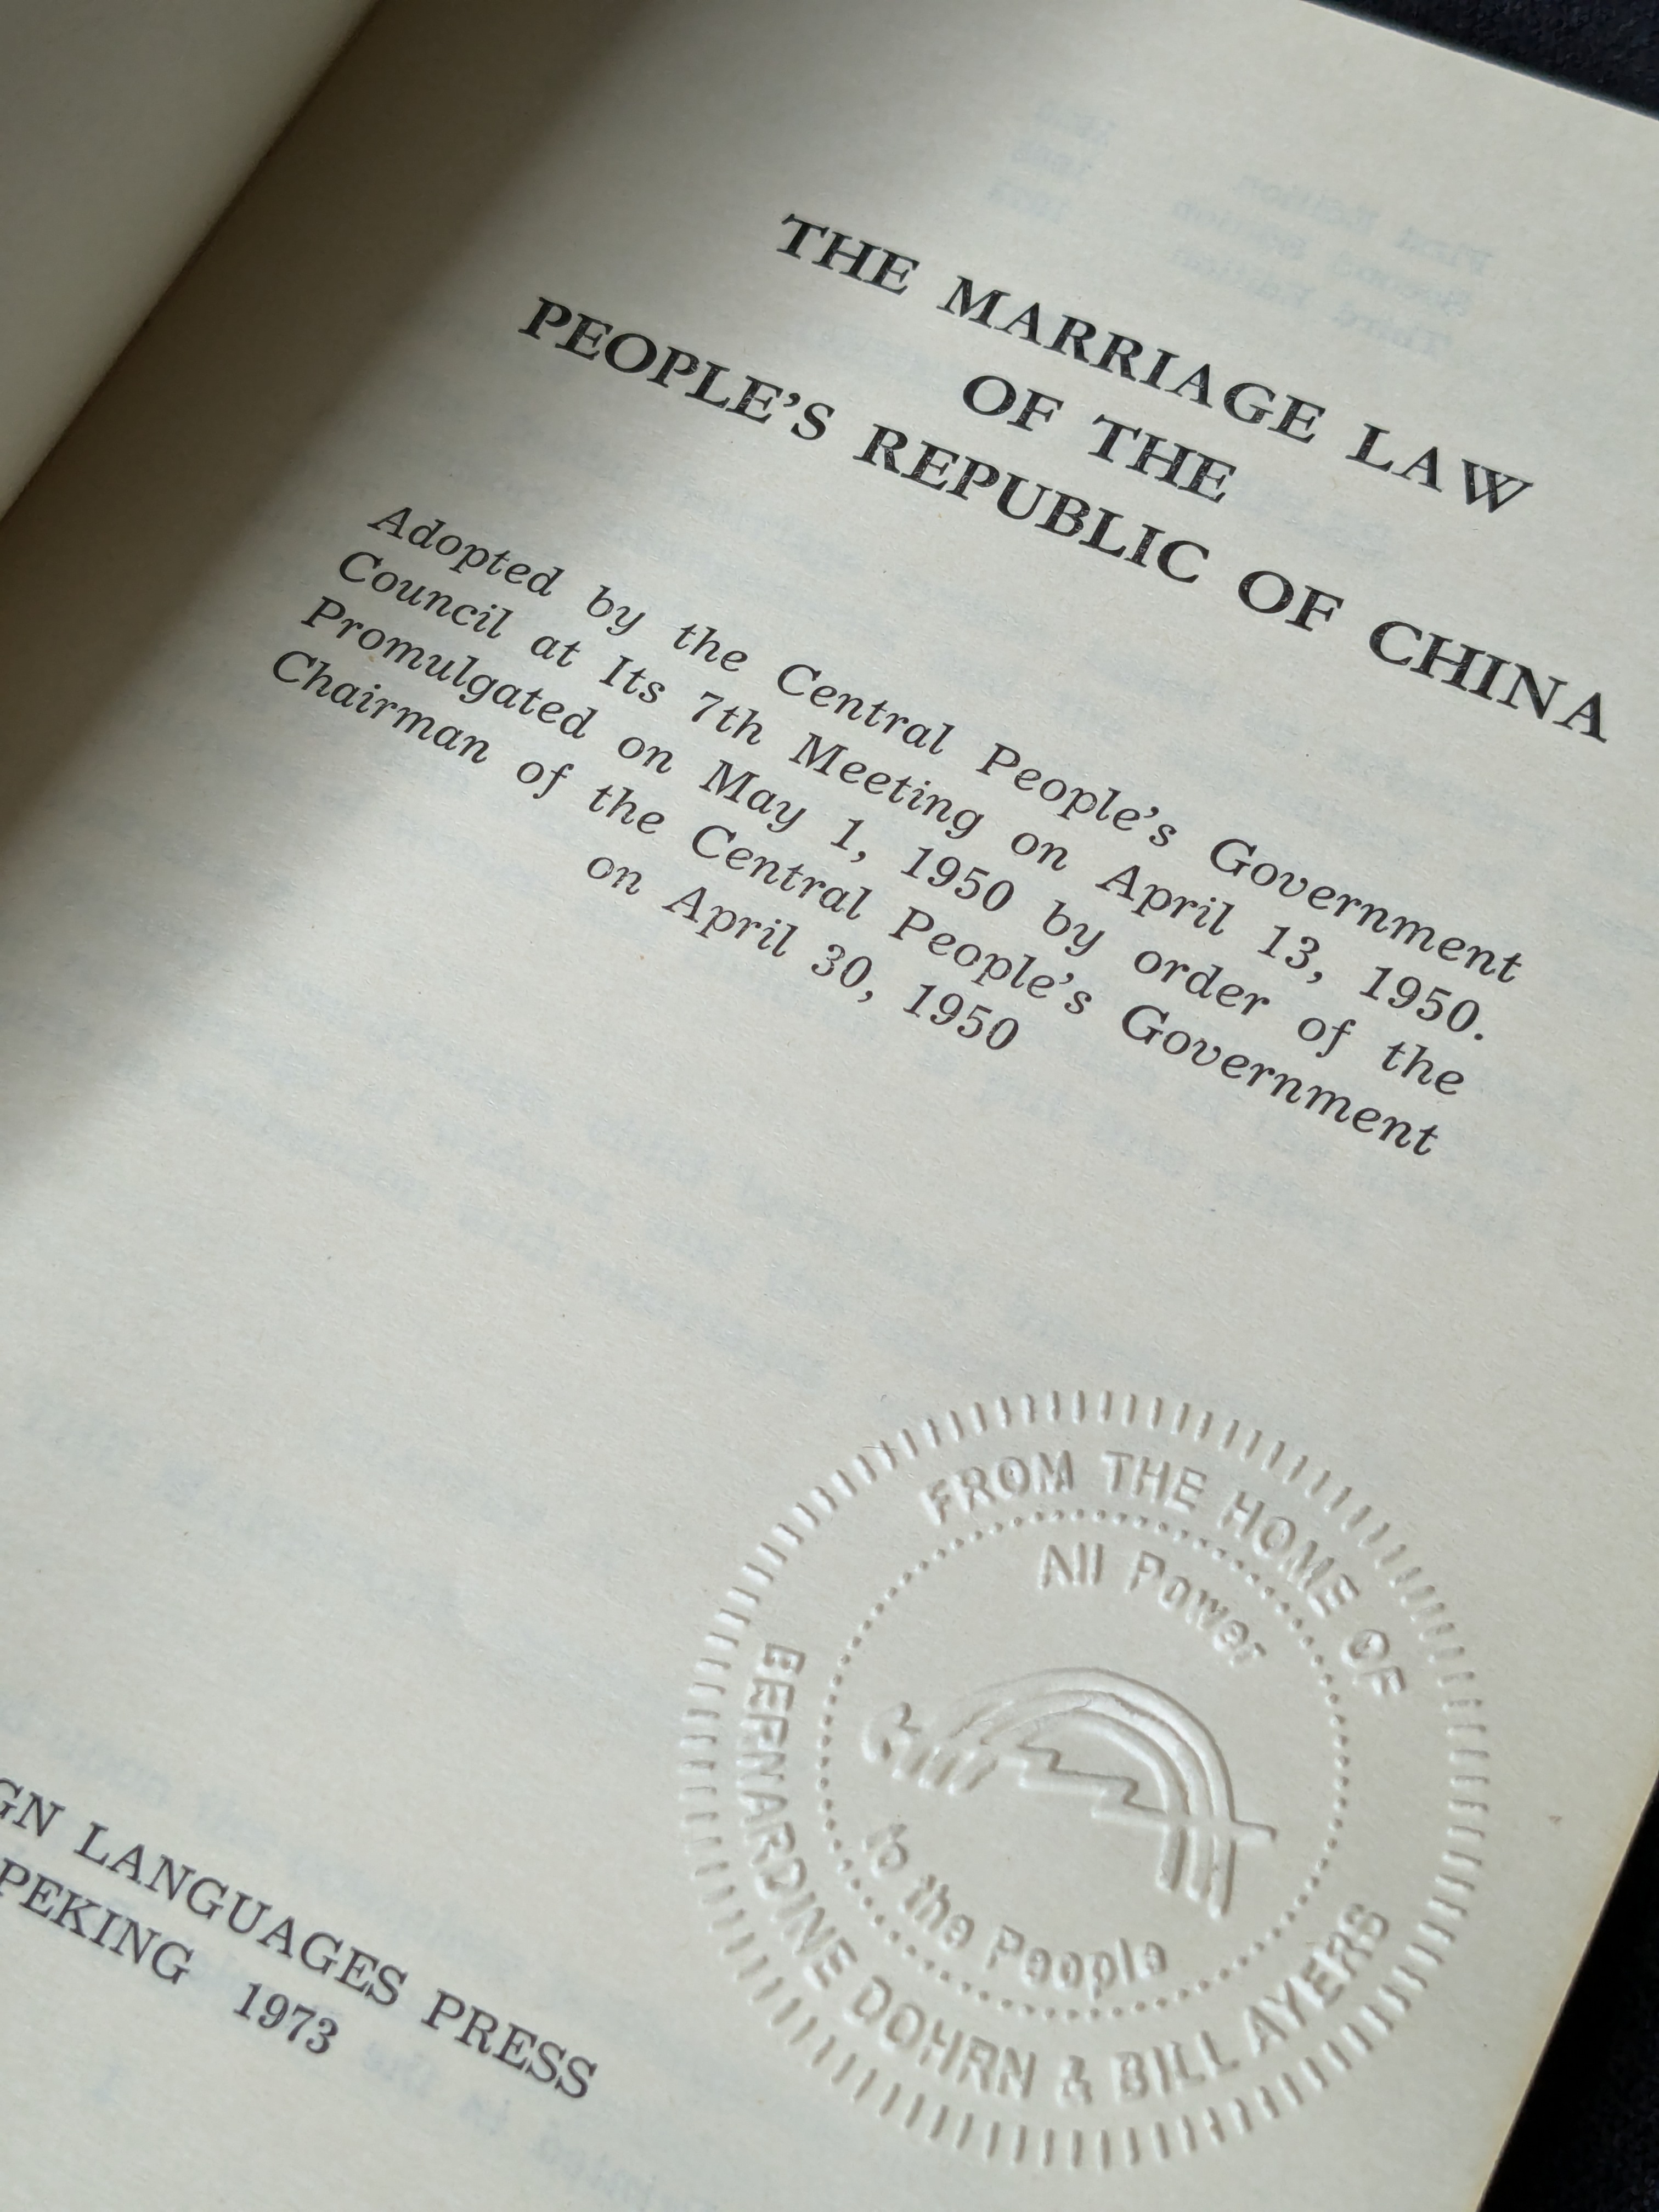 THE MARRIAGE LAW
OF THE
PEOPLE’S REPUBLIC OF CHINA
Adopted by the Central People’s Government
Council at Its 7th Meeting on April 13, 1950.
Promulgated on May 1, 1950 by order of the
Chairman of the Central People’s Government
on April 30, 1950
FROM THE HOME OF
All Power
to the People
BERNARDINE DOHRN & BILL AYERS
LANGUAGES PRESS
PEKING 1973